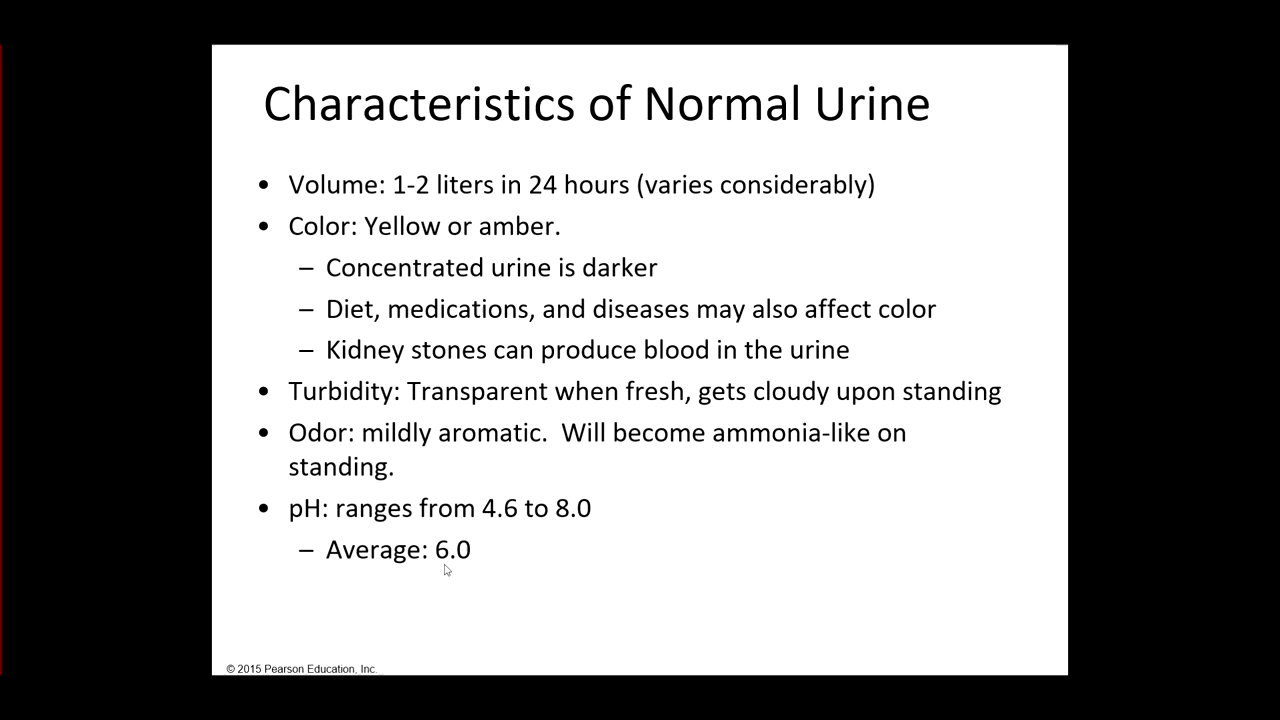 Characteristics of Normal Urine
• Volume: 1-2 liters in 24 hours (varies considerably)
• Color: Yellow or amber.
– Concentrated urine is darker
– Diet, medications, and diseases may also affect color
– Kidney stones can produce blood in the urine
• Turbidity: Transparent when fresh, gets cloudy upon standing
• Odor: mildly aromatic.  Will become ammonia-like on
standing.
• pH: ranges from 4.6 to 8.0
– Average: 6.0
© 2015 Pearson Education, Inc.